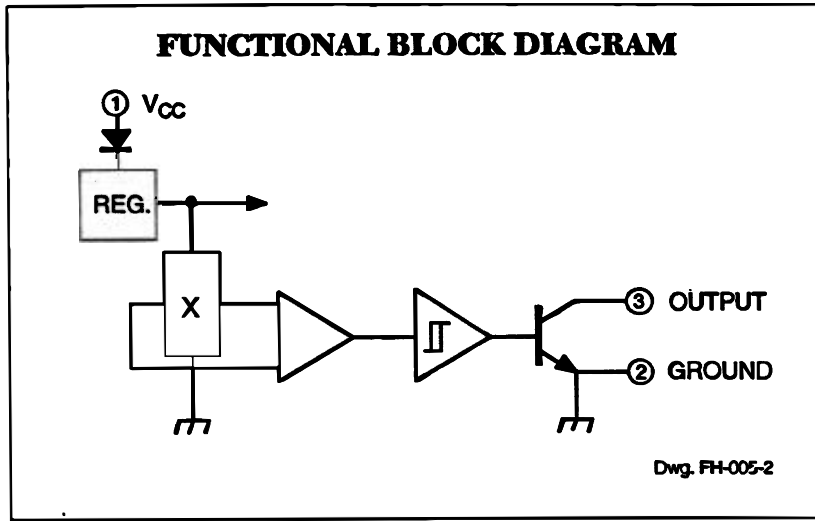 FUNCTIONAL BLOCK DIAGRAM
1 VCC
REG.
X
3 OUTPUT
2 GROUND
Dwg. FH-005-2